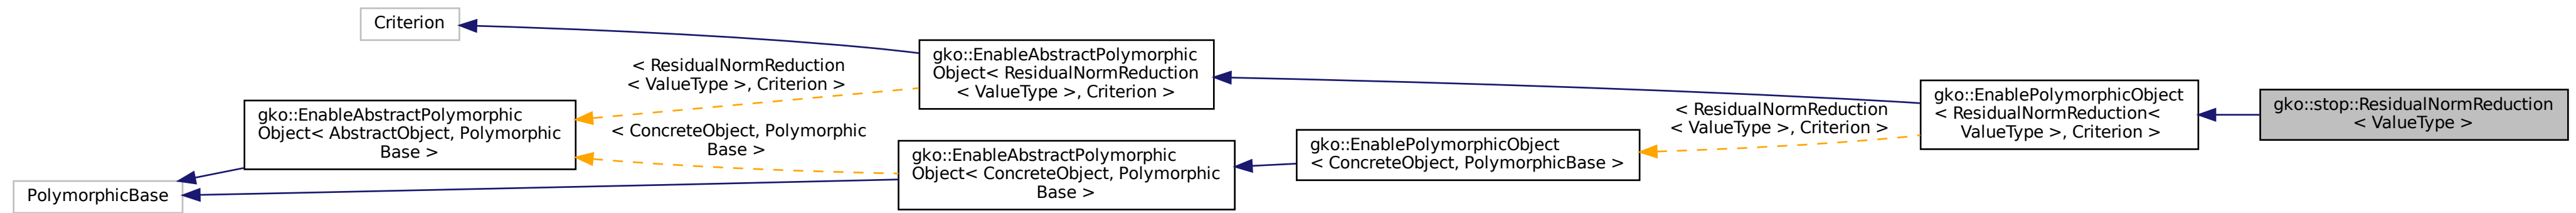 Criterion
gko::EnableAbstractPolymorphic
Object< ResidualNormReduction
< ValueType >, Criterion >
< ResidualNormReduction
< ValueType >, Criterion >
gko::EnableAbstractPolymorphic
Object< AbstractObject, Polymorphic
Base >
< ConcreteObject, Polymorphic
Base >
PolymorphicBase
gko::EnableAbstractPolymorphic
Object< ConcreteObject, Polymorphic
Base >
gko::EnablePolymorphicObject
< ConcreteObject, PolymorphicBase >
< ResidualNormReduction
< ValueType >, Criterion >
gko::EnablePolymorphicObject
< ResidualNormReduction<
ValueType >, Criterion >
gko::stop::ResidualNormReduction
< ValueType >